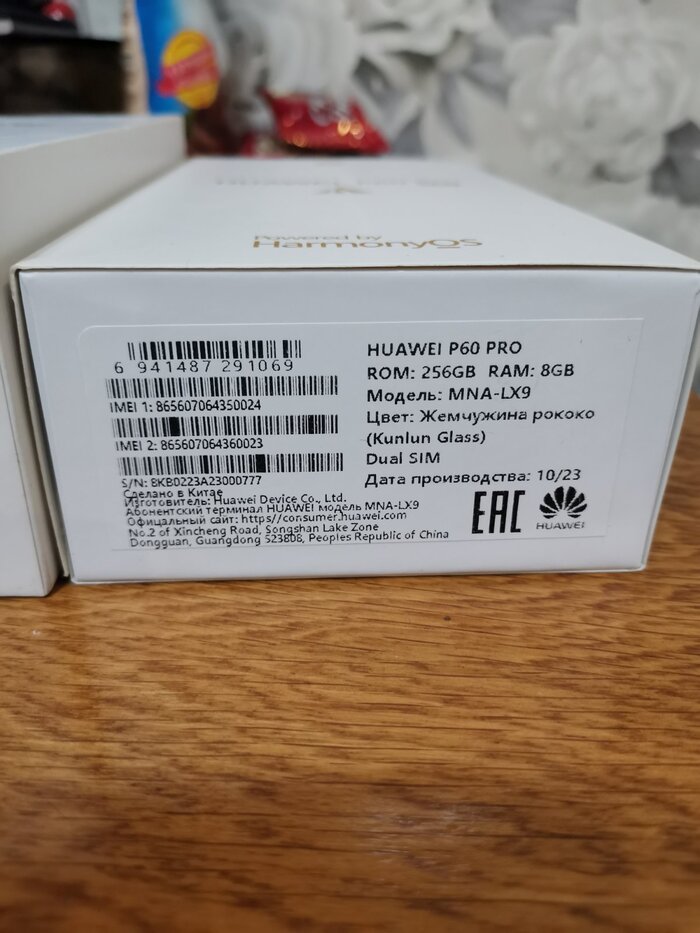 Powered by
HarmonyOS
6 941487 291069
IMEI 1: 865607064350024
IMEI 2: 865607064360023
S/N: 8KB0223A23000777
Сделано в Китае
Изготовитель: Huawei Device Co., Ltd.
Абонентский терминал HUAWEI модель MNA-LX9
Офицальный сайт: https//consumer.huawei.com
No.2 of Xincheng Road, Songshan Lake Zone
Dongguan, Guangdong 523808, Peoples Republic of China
HUAWEI P60 PRO
ROM: 256GB RAM: 8GB
Модель: MNA-LX9
Цвет: Жемчужина рококо
(Kunlun Glass)
Dual SIM
Дата производства: 10/23
EAC
HUAWEI